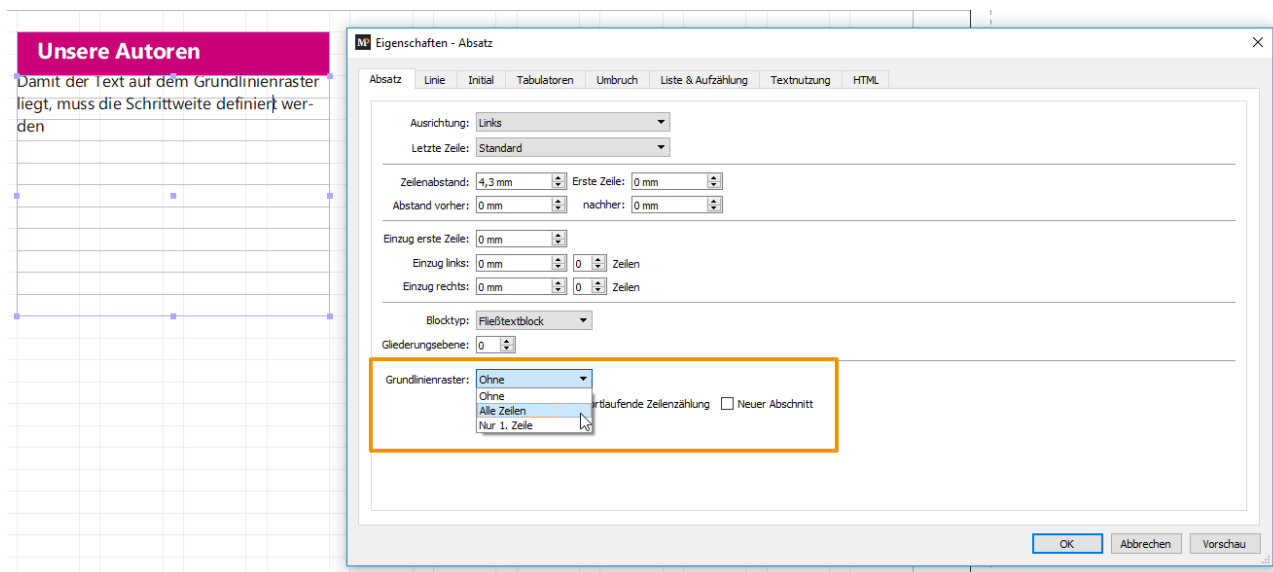 Unsere Autoren
Damit der Text auf dem Grundlinienraster
liegt, muss die Schrittweite definiert wer-
den
MP Eigenschaften - Absatz
Absatz Linie Initial Tabulatoren Umbruch Liste & Aufzählung Textnutzung HTML
Ausrichtung: Links
Letzte Zeile: Standard
Zeilenabstand: 4,3 mm Erste Zeile: 0 mm
Abstand vorher: 0 mm nachher: 0 mm
Einzug erste Zeile: 0 mm
Einzug links: 0 mm 0 Zeilen
Einzug rechts: 0 mm 0 Zeilen
Blocktyp: Fließtextblock
Gliederungsebene: 0
Grundlinienraster: Ohne
Ohne
Alle Zeilen ortlaufende Zeilenzählung Neuer Abschnitt
Nur 1. Zeile
OK Abbrechen Vorschau